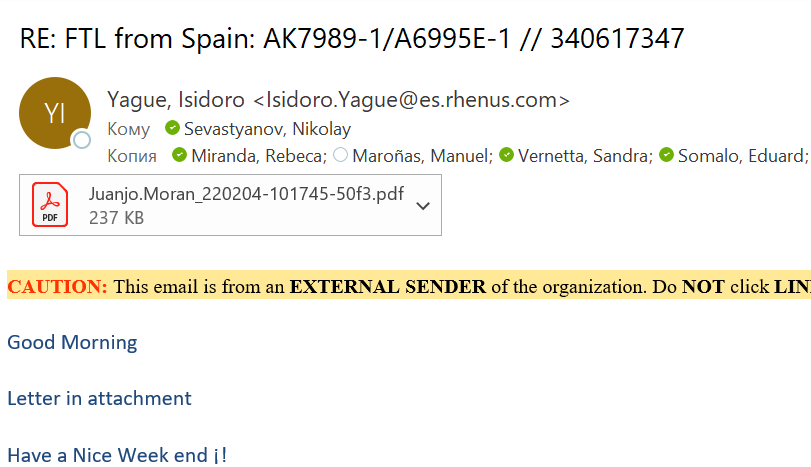 RE: FTL from Spain: AK7989-1/A6995E-1 // 340617347
YI
Yague, Isidoro <Isidoro.Yague@es.rhenus.com>
Кому Sevastyanov, Nikolay
Копия Miranda, Rebeca; Maroñas, Manuel; Vernetta, Sandra; Somalo, Eduard;
PDF
Juanjo.Moran_220204-101745-50f3.pdf
237 KB
CAUTION: This email is from an EXTERNAL SENDER of the organization. Do NOT click LIN
Good Morning
Letter in attachment
Have a Nice Week end ¡!